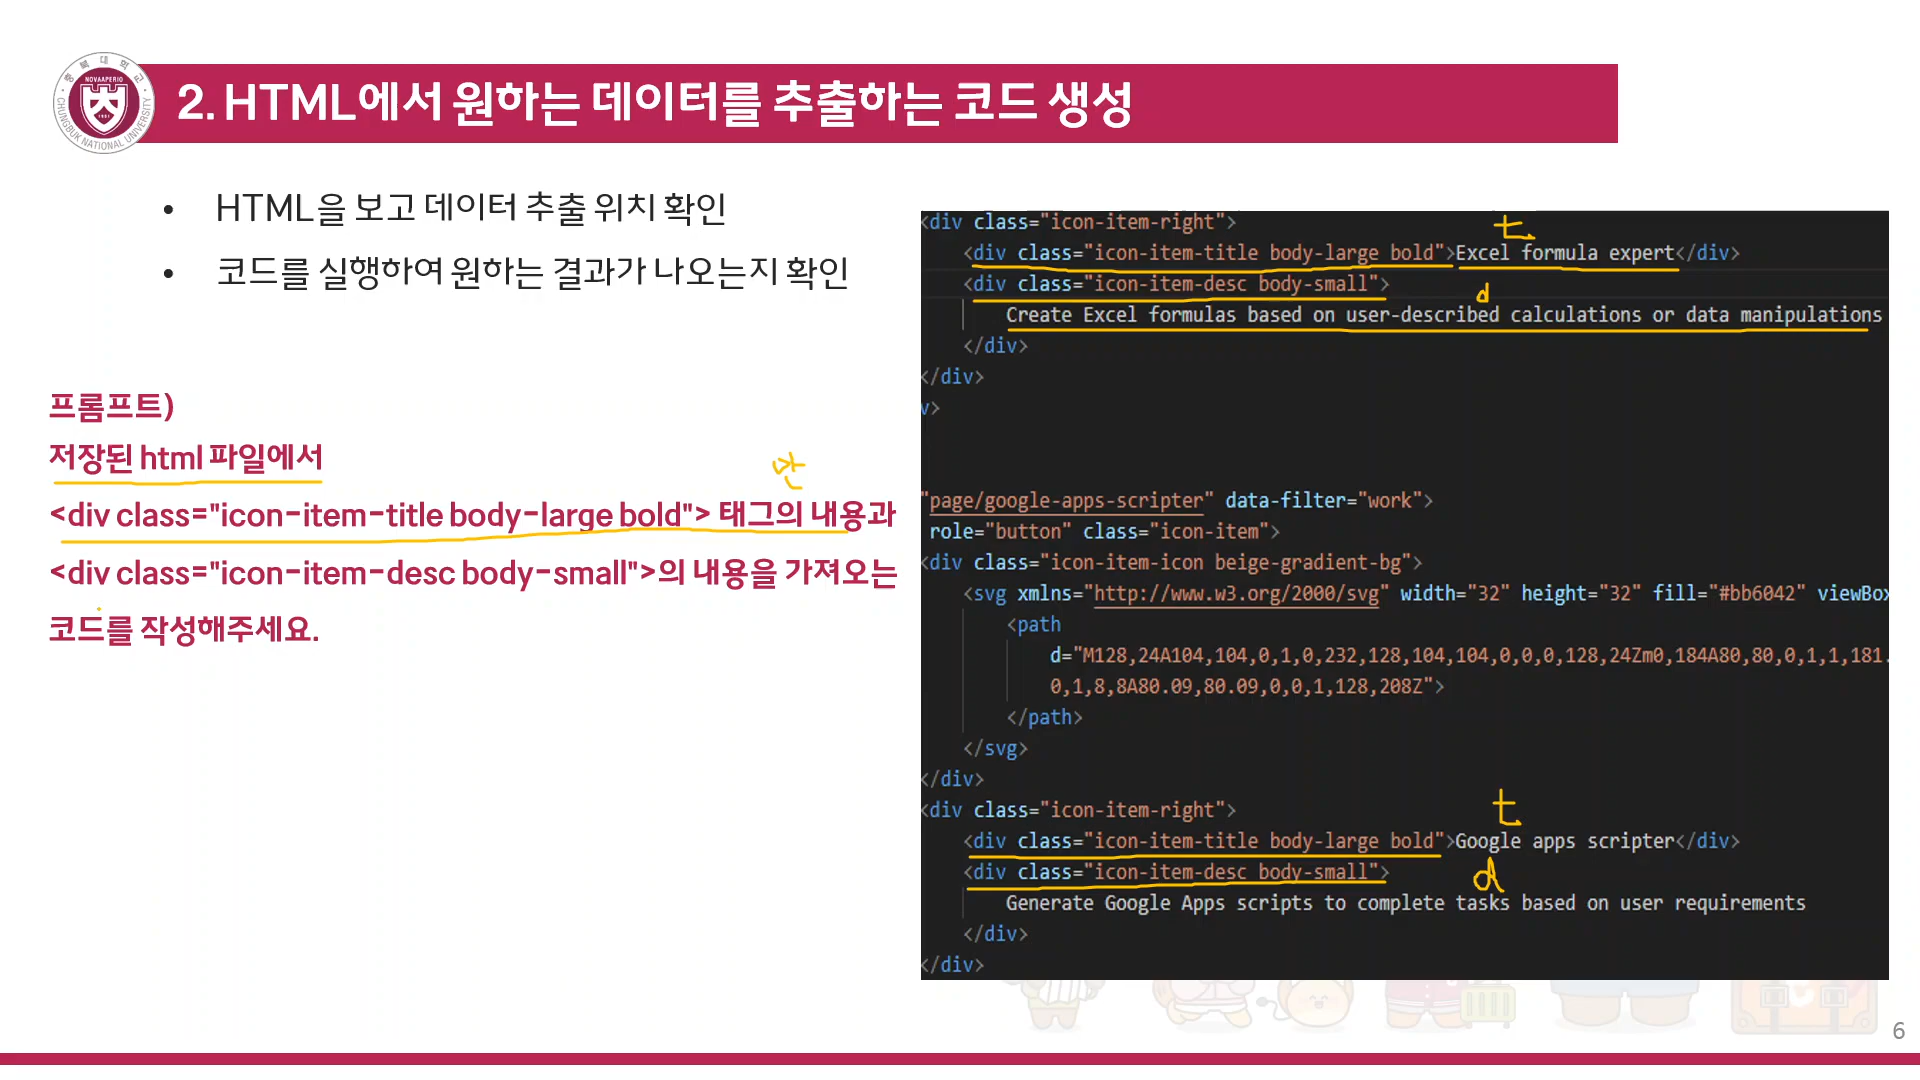 2. HTML에서 원하는 데이터를 추출하는 코드 생성
• HTML을 보고 데이터 추출 위치 확인
• 코드를 실행하여 원하는 결과가 나오는지 확인
프롬프트)
저장된 html 파일에서
안
<div class="icon-item-title body-large bold"> 태그의 내용과
<div class="icon-item-desc body-small">의 내용을 가져오는
코드를 작성해주세요.
<div class="icon-item-right">
t
<div class="icon-item-title body-large bold">Excel formula expert</div>
<div class="icon-item-desc body-small">
d
Create Excel formulas based on user-described calculations or data manipulations
</div>
</div>
v>
"page/google-apps-scripter" data-filter="work">
role="button" class="icon-item">
<div class="icon-item-icon beige-gradient-bg">
<svg xmlns="http://www.w3.org/2000/svg" width="32" height="32" fill="#bb6042" viewBox
<path
d="M128,24A104,104,0,1,0,232,128,104,104,0,0,0,128,24Zm0,184A80,80,0,1,1,181.
0,1,8,8A80.09,80.09,0,0,1,128,208Z">
</path>
</svg>
</div>
<div class="icon-item-right">
t
<div class="icon-item-title body-large bold">Google apps scripter</div>
<div class="icon-item-desc body-small">
d
Generate Google Apps scripts to complete tasks based on user requirements
</div>
</div>
충북대학교
NOVAAPERIO
1951
CHUNGBUK NATIONAL UNIVERSITY
6